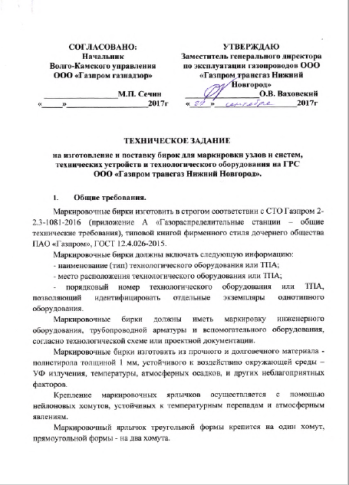 СОГЛАСОВАНО:
Начальник
Волго-Камского управления
ООО «Газпром газнадзор»
М.П. Сечин
«____»____________2017г
УТВЕРЖДАЮ
Заместитель генерального директора
по эксплуатации газопроводов ООО
«Газпром трансгаз Нижний
Новгород»
О.В. Ваховский
2017г
ТЕХНИЧЕСКОЕ ЗАДАНИЕ
на изготовление и поставку бирок для маркировки узлов и систем,
технических устройств и технологического оборудования на ГРС
ООО «Газпром трансгаз Нижний Новгород».
1. Общие требования.
Маркировочные бирки изготовить в строгом соответствии с СТО Газпром 2-
2.3-1081-2016 (приложение А «Газораспределительные станции – общие
технические требования), типовой книгой фирменного стиля дочернего общества
ПАО «Газпром», ГОСТ 12.4.026-2015.
Маркировочные бирки должны включать следующую информацию:
- наименование (тип) технологического оборудования или ТПА;
- место расположения технологического оборудования или ТПА;
- порядковый номер технологического оборудования или ТПА,
позволяющий идентифицировать отдельные экземпляры однотипного
оборудования.
Маркировочные бирки должны иметь маркировку инженерного
оборудования, трубопроводной арматуры и вспомогательного оборудования,
согласно технологической схеме или проектной документации.
Маркировочные бирки изготовить из прочного и долговечного материала -
полистирола толщиной 1 мм, устойчивого к воздействию окружающей среды –
УФ излучения, температуры, атмосферных осадков, и других неблагоприятных
факторов.
Крепление маркировочных ярлычков осуществляется с помощью
нейлоновых хомутов, устойчивых к температурным перепадам и атмосферным
явлениям.
Маркировочный ярлычок треугольной формы крепится на один хомут,
прямоугольной формы - на два хомута.